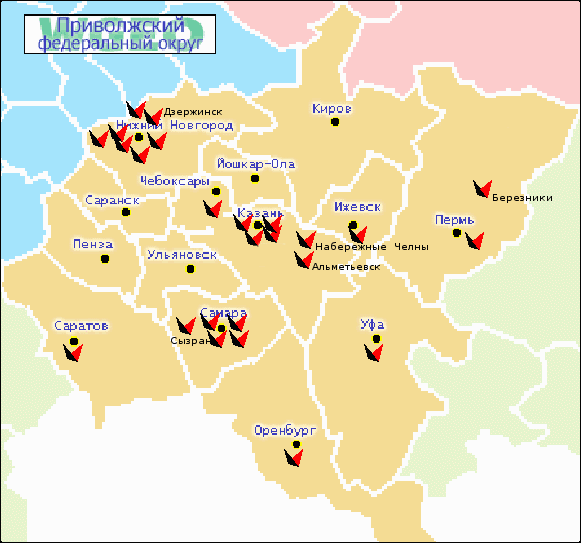 Приволжский
федеральный округ
Киров
Дзержинск
Нижний Новгород
Йошкар-Ола
Чебоксары
Березники
Саранск
Казань
Ижевск
Пермь
Пенза
Ульяновск
Набережные Челны
Альметьевск
Самара
Саратов
Уфа
Сызран
Оренбург